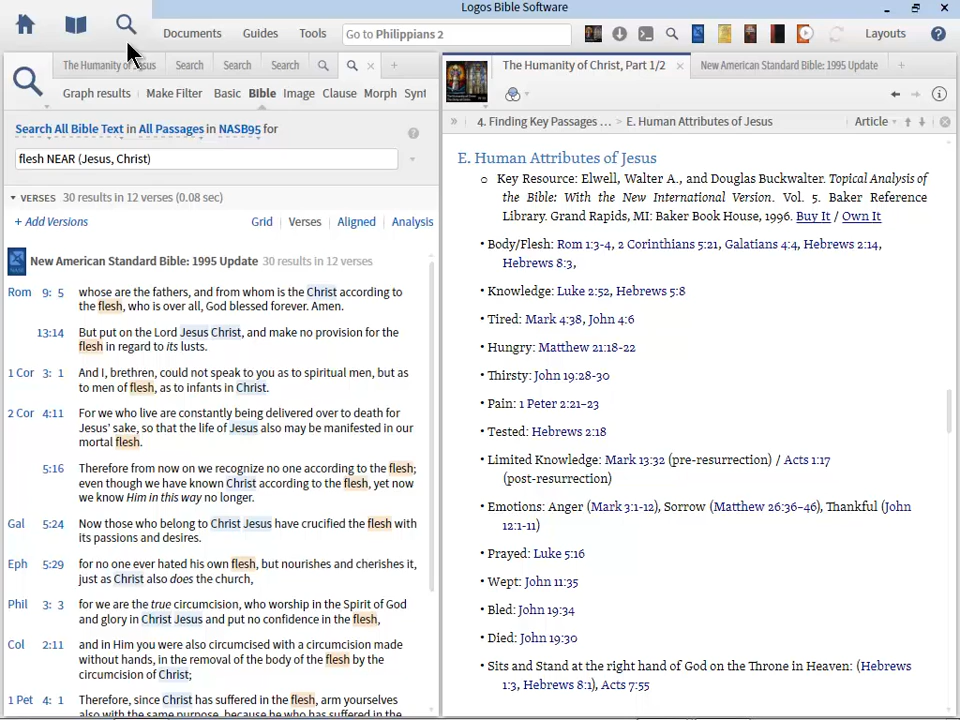 Logos Bible Software
Documents Guides Tools Go to Philippians 2 Layouts
The Humanity of Jesus Search Search Search
The Humanity of Christ, Part 1/2 New American Standard Bible: 1995 Update
Graph results Make Filter Basic Bible Image Clause Morph Synt
» 4. Finding Key Passages ... > E. Human Attributes of Jesus Article
Search All Bible Text in All Passages in NASB95 for
flesh NEAR (Jesus, Christ)
VERSES 30 results in 12 verses (0.08 sec)
+ Add Versions Grid Verses Aligned Analysis
New American Standard Bible: 1995 Update 30 results in 12 verses
Rom 9: 5 whose are the fathers, and from whom is the Christ according to
the flesh, who is over all, God blessed forever. Amen.
13:14 But put on the Lord Jesus Christ, and make no provision for the
flesh in regard to its lusts.
1 Cor 3: 1 And I, brethren, could not speak to you as to spiritual men, but as
to men of flesh, as to infants in Christ.
2 Cor 4:11 For we who live are constantly being delivered over to death for
Jesus' sake, so that the life of Jesus also may be manifested in our
mortal flesh.
5:16 Therefore from now on we recognize no one according to the flesh;
even though we have known Christ according to the flesh, yet now
we know Him in this way no longer.
Gal 5:24 Now those who belong to Christ Jesus have crucified the flesh with
its passions and desires.
Eph 5:29 for no one ever hated his own flesh, but nourishes and cherishes it,
just as Christ also does the church,
Phil 3: 3 for we are the true circumcision, who worship in the Spirit of God
and glory in Christ Jesus and put no confidence in the flesh,
Col 2:11 and in Him you were also circumcised with a circumcision made
without hands, in the removal of the body of the flesh by the
circumcision of Christ;
1 Pet 4: 1 Therefore, since Christ has suffered in the flesh, arm yourselves
also with the same purpose, because he who has suffered in the
E. Human Attributes of Jesus
o Key Resource: Elwell, Walter A., and Douglas Buckwalter. Topical Analysis of
the Bible: With the New International Version. Vol. 5. Baker Reference
Library. Grand Rapids, MI: Baker Book House, 1996. Buy It / Own It
• Body/Flesh: Rom 1:3-4, 2 Corinthians 5:21, Galatians 4:4, Hebrews 2:14,
Hebrews 8:3,
• Knowledge: Luke 2:52, Hebrews 5:8
• Tired: Mark 4:38, John 4:6
• Hungry: Matthew 21:18-22
• Thirsty: John 19:28-30
• Pain: 1 Peter 2:21–23
• Tested: Hebrews 2:18
• Limited Knowledge: Mark 13:32 (pre-resurrection) / Acts 1:17
(post-resurrection)
• Emotions: Anger (Mark 3:1-12), Sorrow (Matthew 26:36–46), Thankful (John
12:1-11)
• Prayed: Luke 5:16
• Wept: John 11:35
• Bled: John 19:34
• Died: John 19:30
• Sits and Stand at the right hand of God on the Throne in Heaven: (Hebrews
1:3, Hebrews 8:1), Acts 7:55